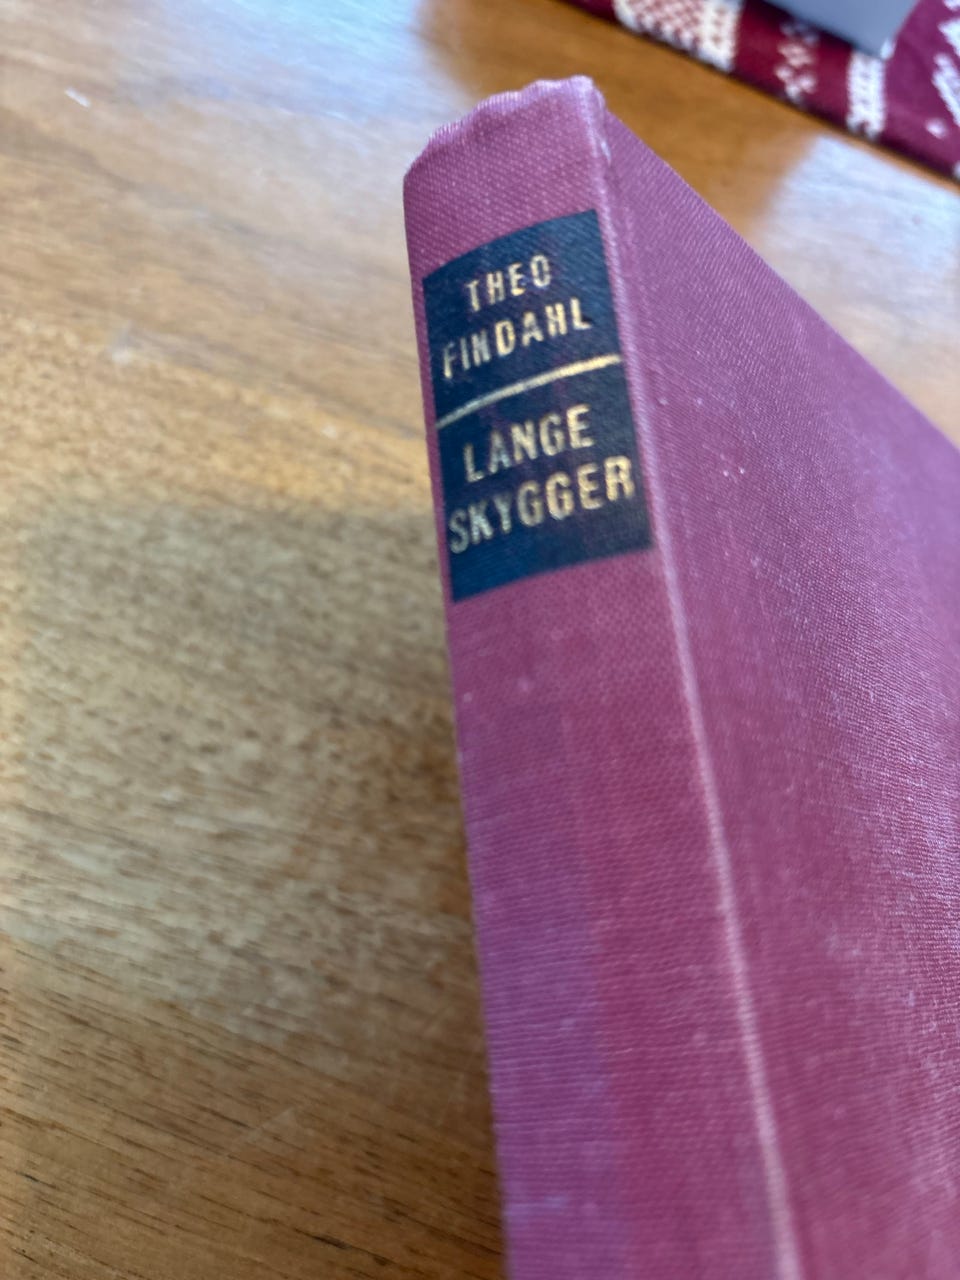 THEO
FINDAHL
LANGE
SKYGGER